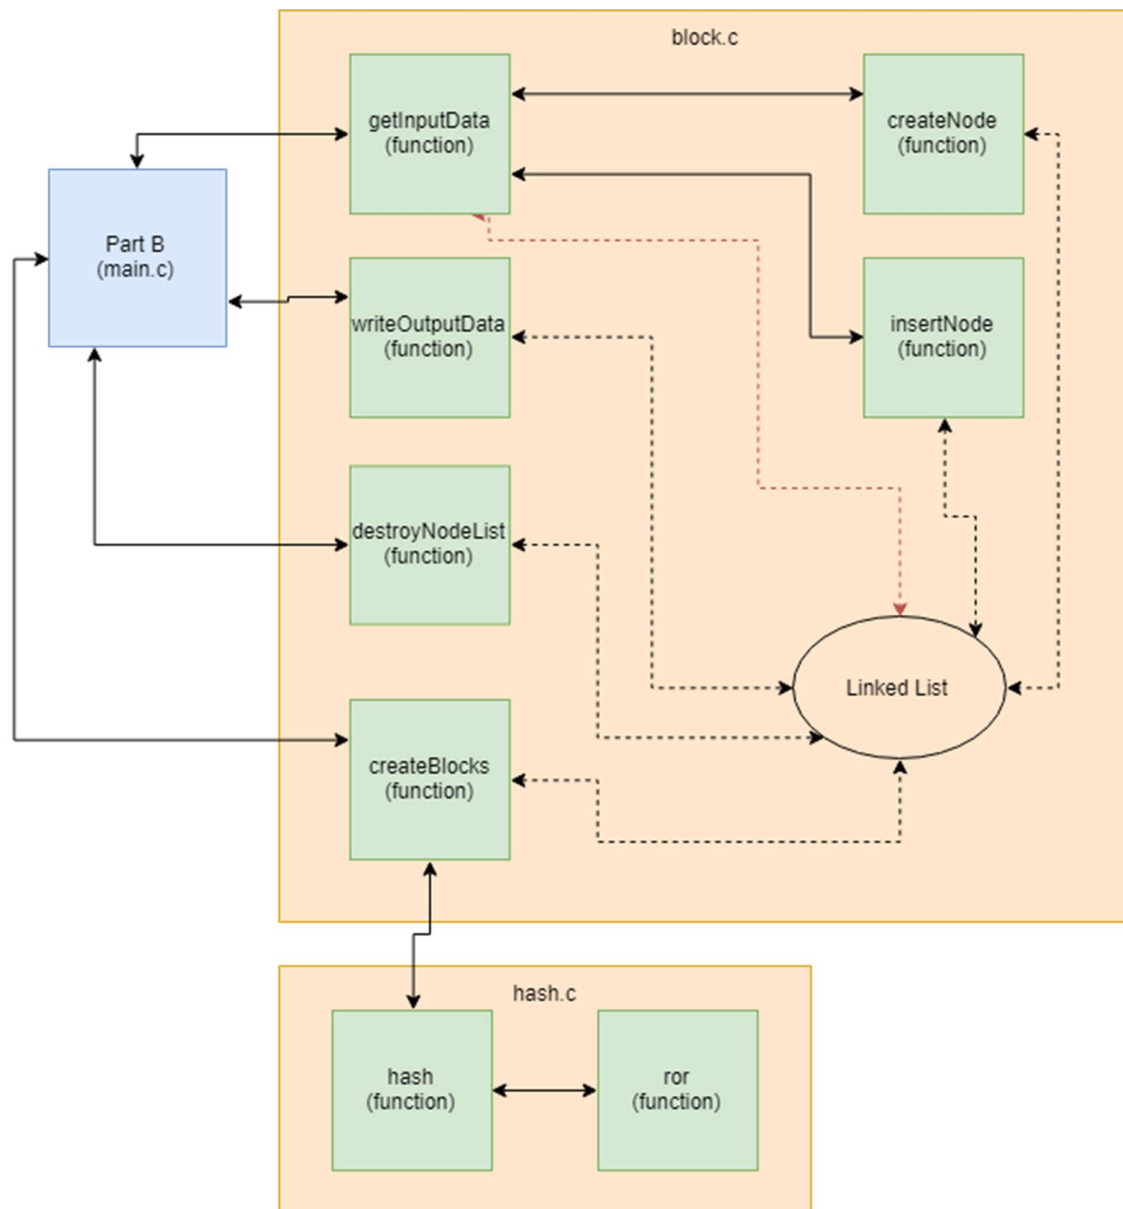 block.c
getInputData
(function)
createNode
(function)
Part B
(main.c)
writeOutputData
(function)
insertNode
(function)
destroyNodeList
(function)
Linked List
createBlocks
(function)
hash.c
hash
(function)
ror
(function)